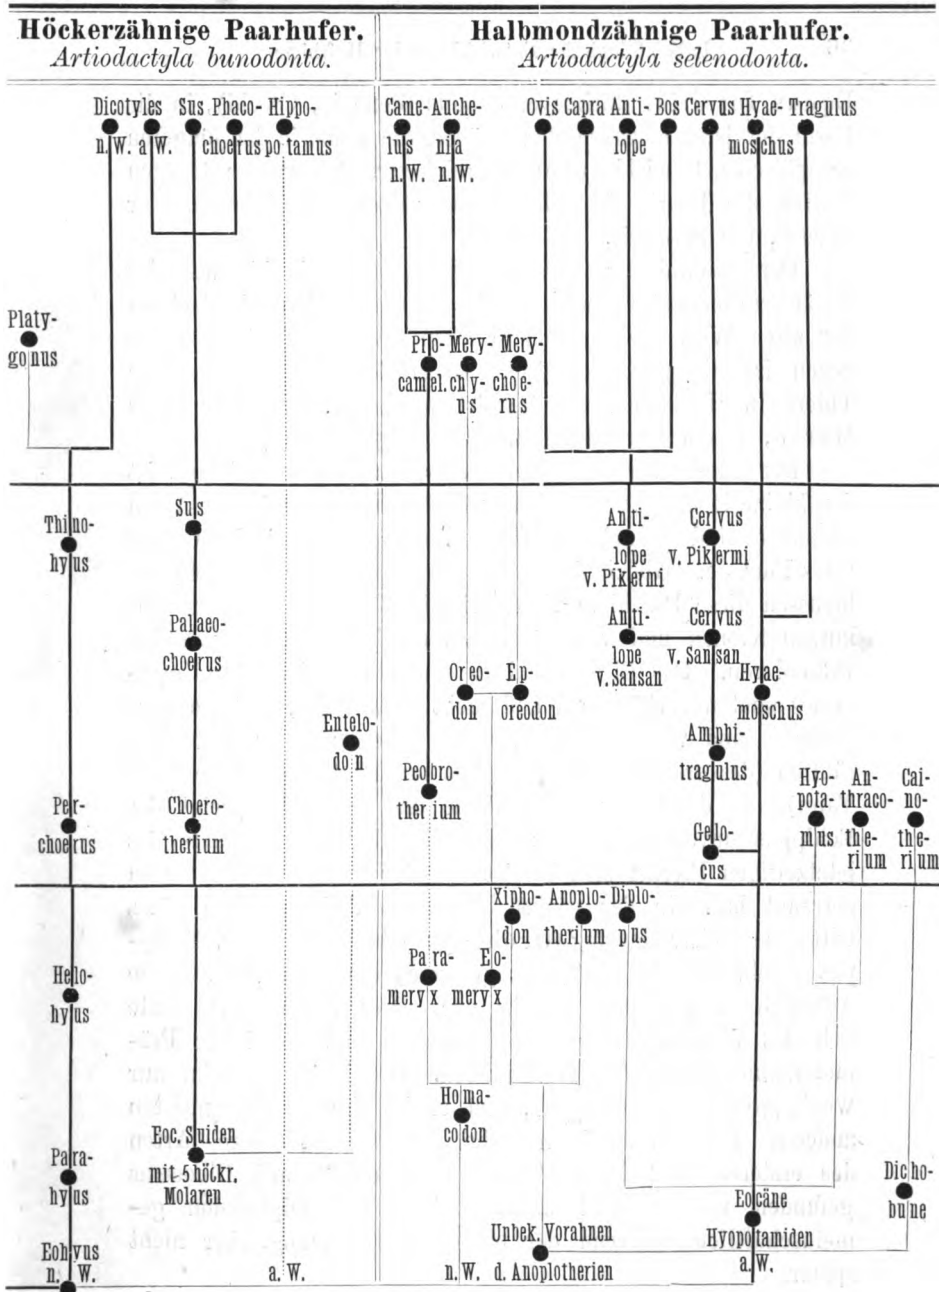 Höckerzähnige Paarhufer.
Artiodactyla bunodonta.
Halbmondzähnige Paarhufer.
Artiodactyla selenodonta.
Dicotyles Sus Phaco- Hippo-
n. W. a W. choerus potamus
Came- Auche-
lus nia
n. W. n. W.
Ovis Capra Anti- Bos Cervus Hyae- Tragulus
lope moschus
Platy-
gonus
Pro- Mery- Mery-
camel. chy- choe-
us rus
Thino-
hyus
Sus
Anti- Cervus
lope v. Pikermi
v. Pikermi
Palaeo-
choerus
Anti- Cervus
lope v. Sansan
v. Sansan
Oreo- Ep-
don oreodon
Hyae-
moschus
Entelo-
don
Amphi-
tragulus
Poebro-
therium
Hyo- An- Cai-
pota- thraco- no-
mus the- the-
rium rium
Per-
choerus
Choero-
therium
Gelo-
cus
Xipho- Anoplo- Diplo-
don therium pus
Helo-
hyus
Para- Eo-
meryx meryx
Homa-
codon
Para-
hyus
Eoc. Suiden
mit 5 höckr.
Molaren
Dicho-
bune
Eocäne
Hyopotamiden
a. W.
Unbek. Vorahnen
d. Anoplotherien
Eohyus
n. W.
a. W.
n. W.